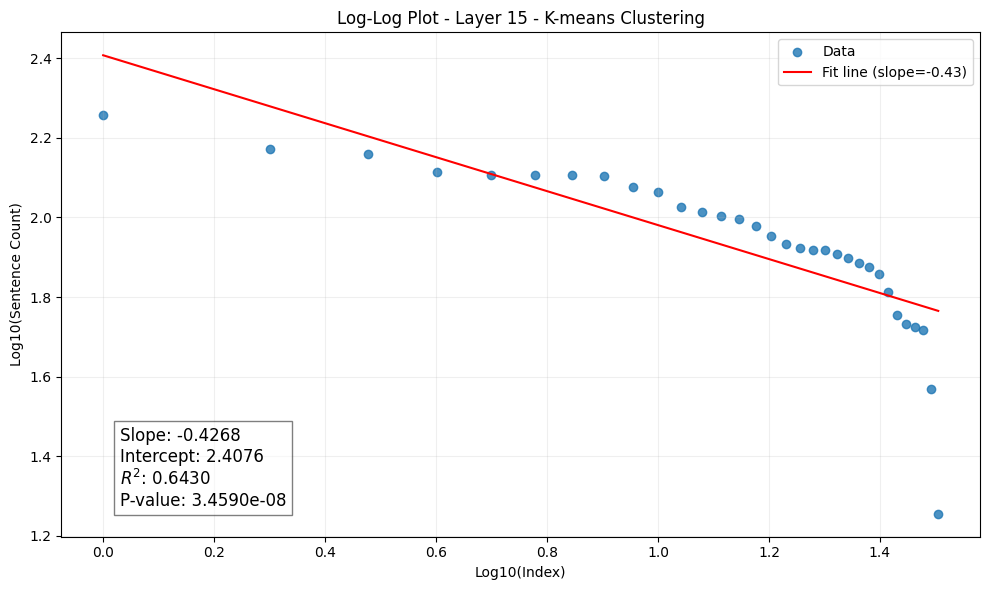 Log-Log Plot - Layer 15 - K-means Clustering
Data
Fit line (slope=-0.43)
Log10(Sentence Count)
2.4
2.2
2.0
1.8
1.6
1.4
1.2
Slope: -0.4268
Intercept: 2.4076
R²: 0.6430
P-value: 3.4590e-08
0.0 0.2 0.4 0.6 0.8 1.0 1.2 1.4
Log10(Index)